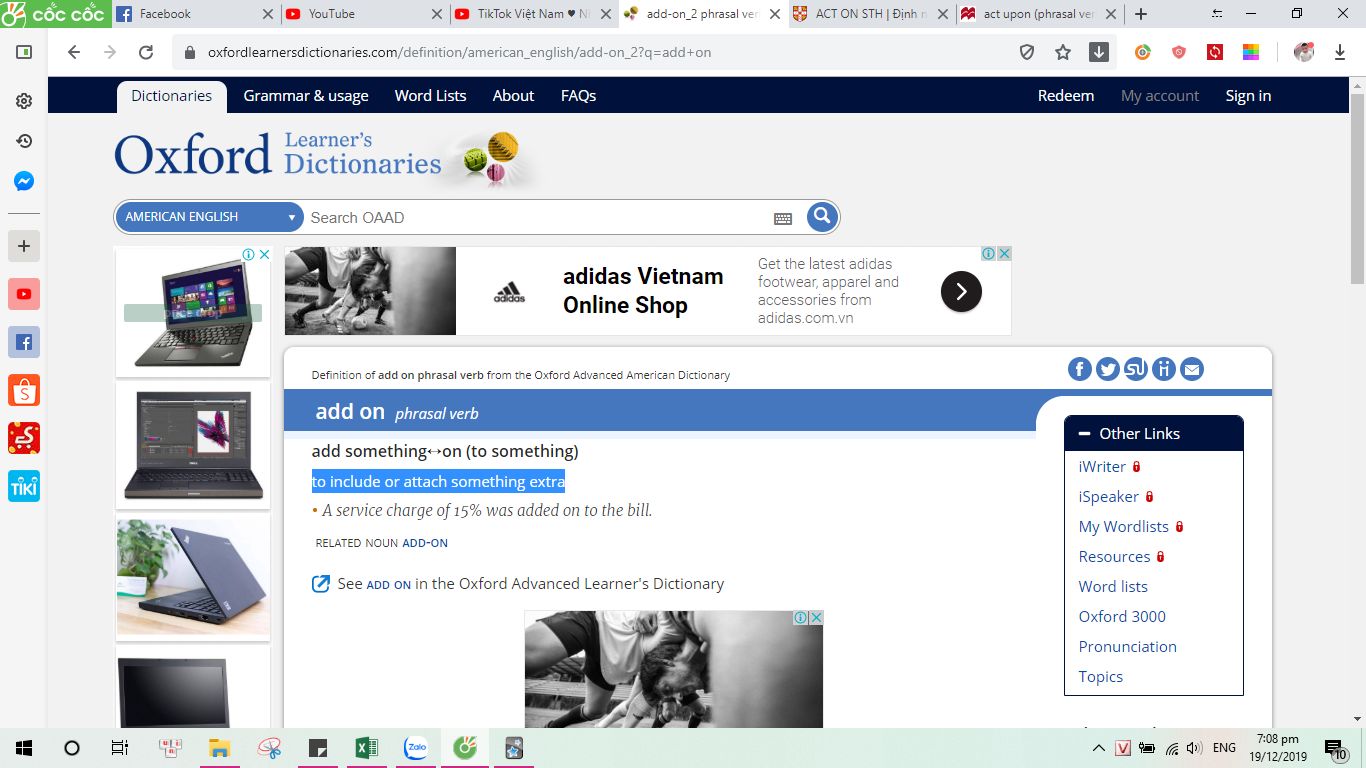 cốc cốc
Facebook
YouTube
TikTok Việt Nam ♥ Ni
add-on_2 phrasal ver
ACT ON STH | Định n
act upon (phrasal ver
oxfordlearnersdictionaries.com/definition/american_english/add-on_2?q=add+on
Dictionaries
Grammar & usage
Word Lists
About
FAQs
Redeem
My account
Sign in
Oxford Learner's
Dictionaries
AMERICAN ENGLISH
Search OAAD
adidas
adidas Vietnam
Online Shop
Get the latest adidas
footwear, apparel and
accessories from
adidas.com.vn
Definition of add on phrasal verb from the Oxford Advanced American Dictionary
add on phrasal verb
add something↔on (to something)
to include or attach something extra
• A service charge of 15% was added on to the bill.
RELATED NOUN ADD-ON
See ADD ON in the Oxford Advanced Learner's Dictionary
Other Links
iWriter
iSpeaker
My Wordlists
Resources
Word lists
Oxford 3000
Pronunciation
Topics
TIKI
Zalo
ENG
7:08 pm
19/12/2019
10